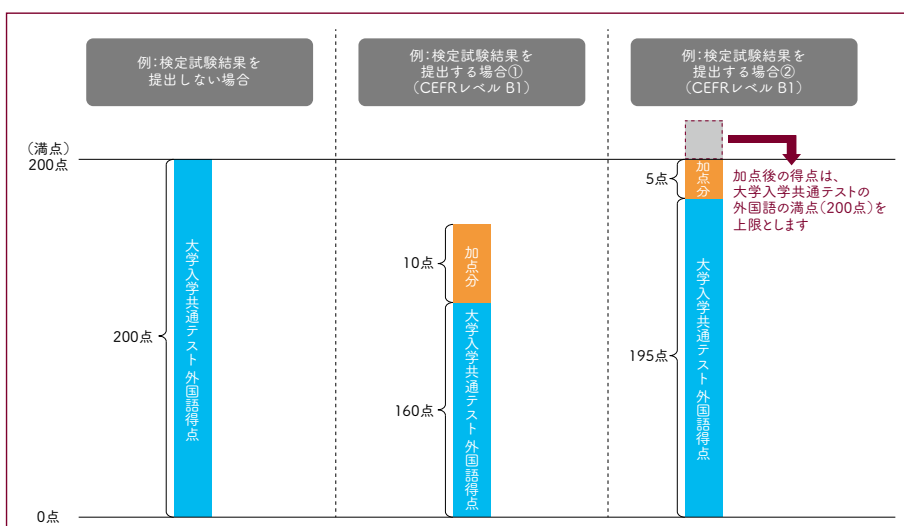 例：検定試験結果を
提出しない場合
例：検定試験結果を
提出する場合①
（CEFRレベル B1）
例：検定試験結果を
提出する場合②
（CEFRレベル B1）
（満点）
200点
0点
200点
大学入学共通テスト 外国語得点
10点
加点分
160点
大学入学共通テスト 外国語得点
5点
加点分
195点
大学入学共通テスト 外国語得点
加点後の得点は、
大学入学共通テストの
外国語の満点（200点）を
上限とします